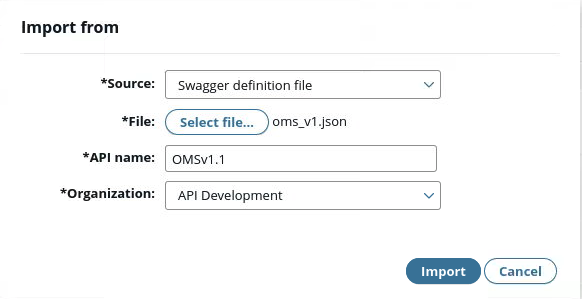 Import from
*Source: Swagger definition file
*File: Select file... oms_v1.json
*API name: OMSv1.1
*Organization: API Development
Import Cancel